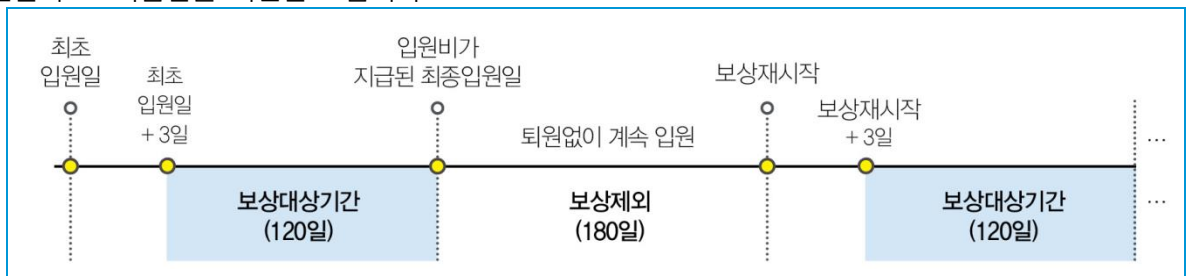 최초
입원일
최초
입원일
+ 3일
입원비가
지급된 최종입원일
퇴원없이 계속 입원
보상재시작
보상재시작
+ 3일
...
보상대상기간
(120일)
보상제외
(180일)
보상대상기간
(120일)
...